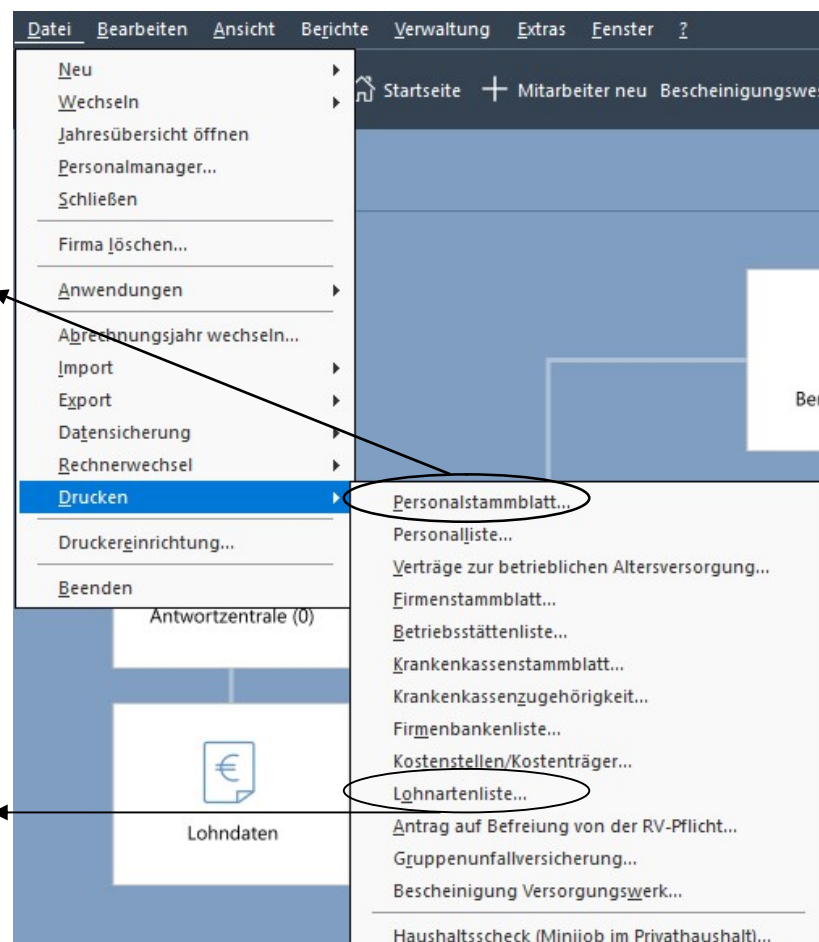 Datei Bearbeiten Ansicht Berichte Verwaltung Extras Fenster ?
Startseite Mitarbeiter neu
Neu
Wechseln
Jahresübersicht öffnen
Personalmanager...
Schließen
Firma löschen...
Anwendungen
Abrechnungsjahr wechseln...
Import
Export
Datensicherung
Rechnerwechsel
Drucken
Druckereinrichtung...
Beenden
Personalstammblatt...
Personalliste...
Verträge zur betrieblichen Altersversorgung...
Firmenstammblatt...
Betriebsstättenliste...
Krankenkassenstammblatt...
Krankenkassenzugehörigkeit...
Firmenbankenliste...
Kostenstellen/Kostenträger...
Lohnartenliste...
Antrag auf Befreiung von der RV-Pflicht...
Gruppenunfallversicherung...
Bescheinigung Versorgungswerk...
Haushaltsscheck (Minijob im Privathaushalt)...
Antwortzentrale (0)
Lohndaten